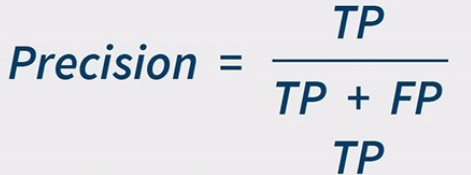 TP
Precision =
TP + FP
TP